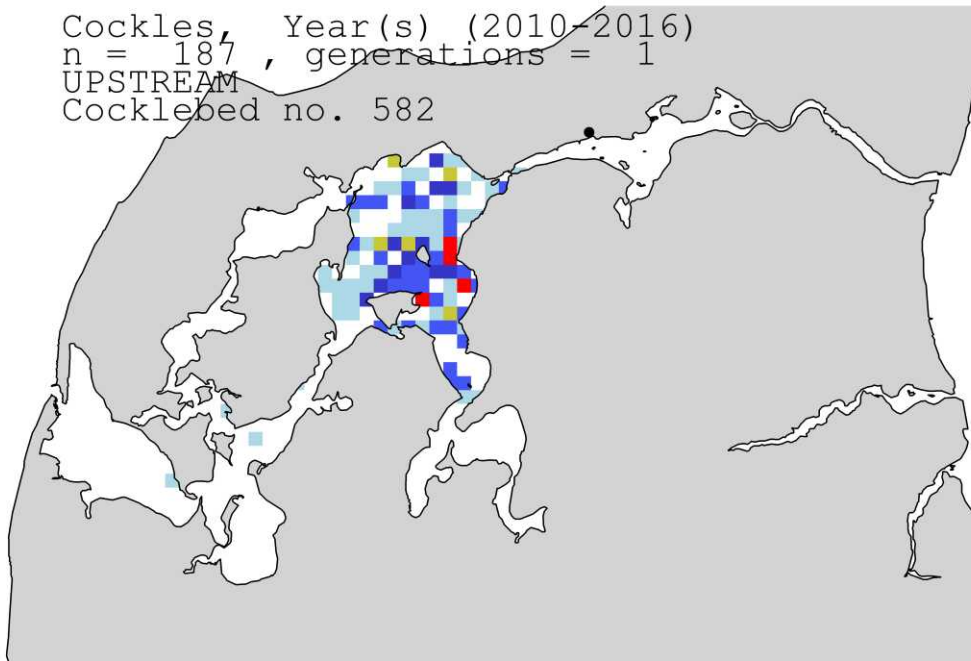 Cockles, Year(s) (2010-2016)
n = 187 , generations = 1
UPSTREAM
Cocklebed no. 582